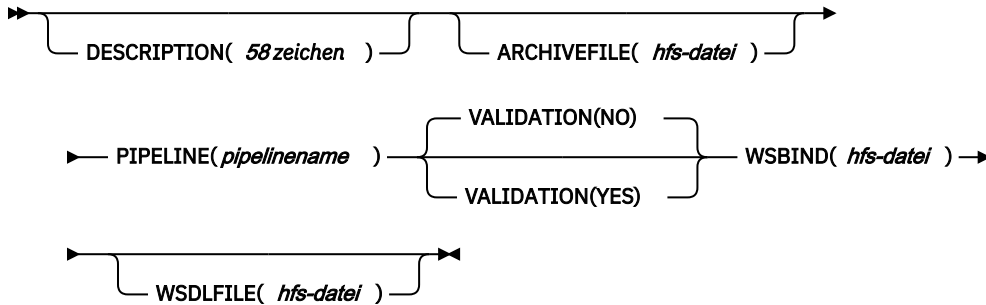 DESCRIPTION( 58 zeichen ) ARCHIVEFILE( hfs-datei )
VALIDATION(NO)
PIPELINE( pipelinename ) WSBIND( hfs-datei )
VALIDATION(YES)
WSDLFILE( hfs-datei )